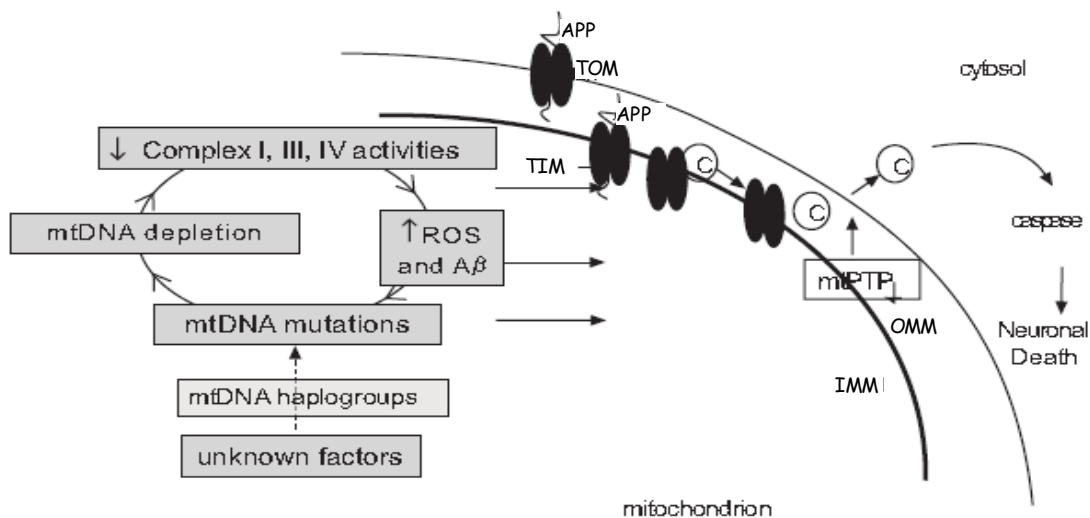 APP
TOM
cytosol
APP
↓ Complex I, III, IV activities
TIM
C
C
mtDNA depletion
↑ROS
and Aβ
C
caspase
mtPTP
mtDNA mutations
OMM
Neuronal
Death
mtDNA haplogroups
IMM
unknown factors
mitochondrion